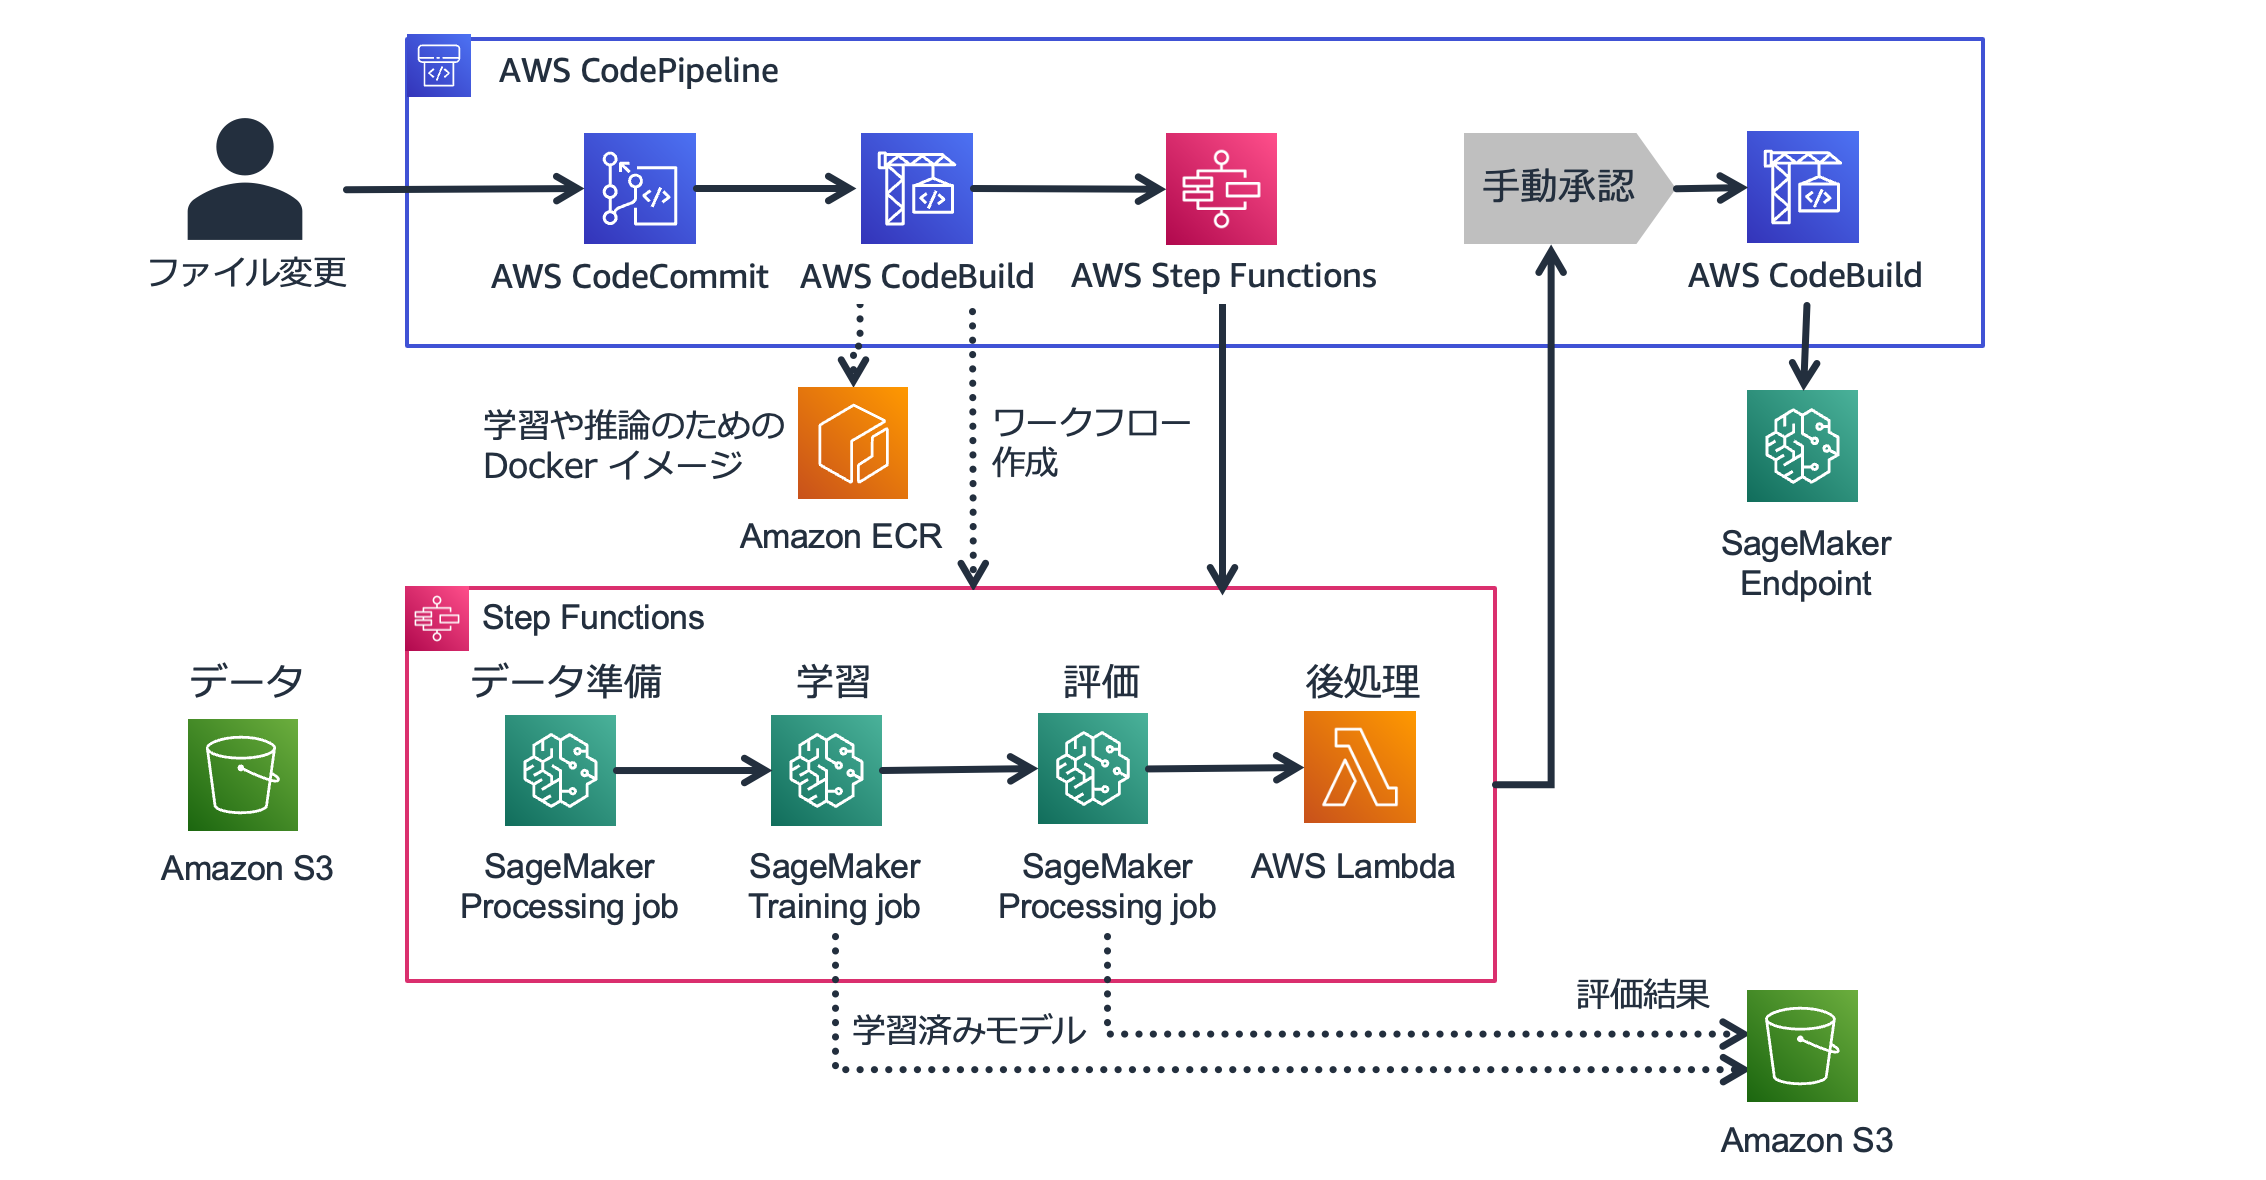 AWS CodePipeline
手動承認
ファイル変更
AWS CodeCommit
AWS CodeBuild
AWS Step Functions
AWS CodeBuild
学習や推論のための
Docker イメージ
Amazon ECR
ワークフロー
作成
SageMaker
Endpoint
Step Functions
データ
Amazon S3
データ準備
学習
評価
後処理
SageMaker
Processing job
SageMaker
Training job
SageMaker
Processing job
AWS Lambda
学習済みモデル
評価結果
Amazon S3